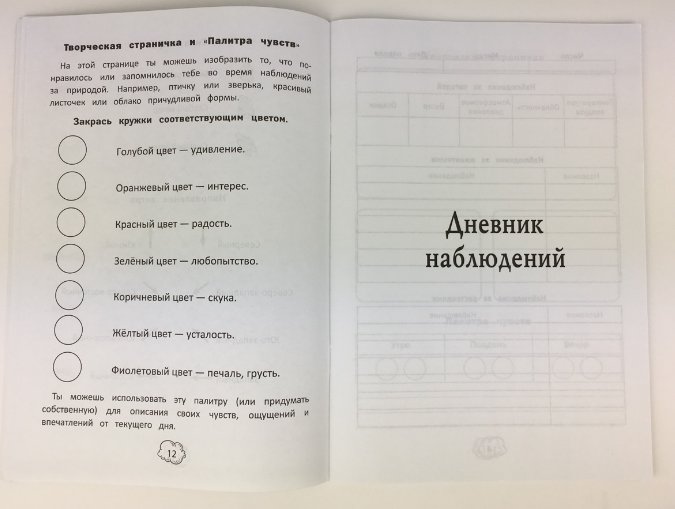 Творческая страничка и «Палитра чувств»
На этой странице ты можешь изобразить то, что по-
нравилось или запомнилось тебе во время наблюдений
за природой. Например, птичку или зверька, красивый
листочек или облако причудливой формы.
Закрась кружки соответствующим цветом.
Голубой цвет — удивление.
Оранжевый цвет — интерес.
Красный цвет — радость.
Зелёный цвет — любопытство.
Коричневый цвет — скука.
Жёлтый цвет — усталость.
Фиолетовый цвет — печаль, грусть.
Ты можешь использовать эту палитру (или придумать
собственную) для описания своих чувств, ощущений и
впечатлений от текущего дня.
12
Дневник
наблюдений